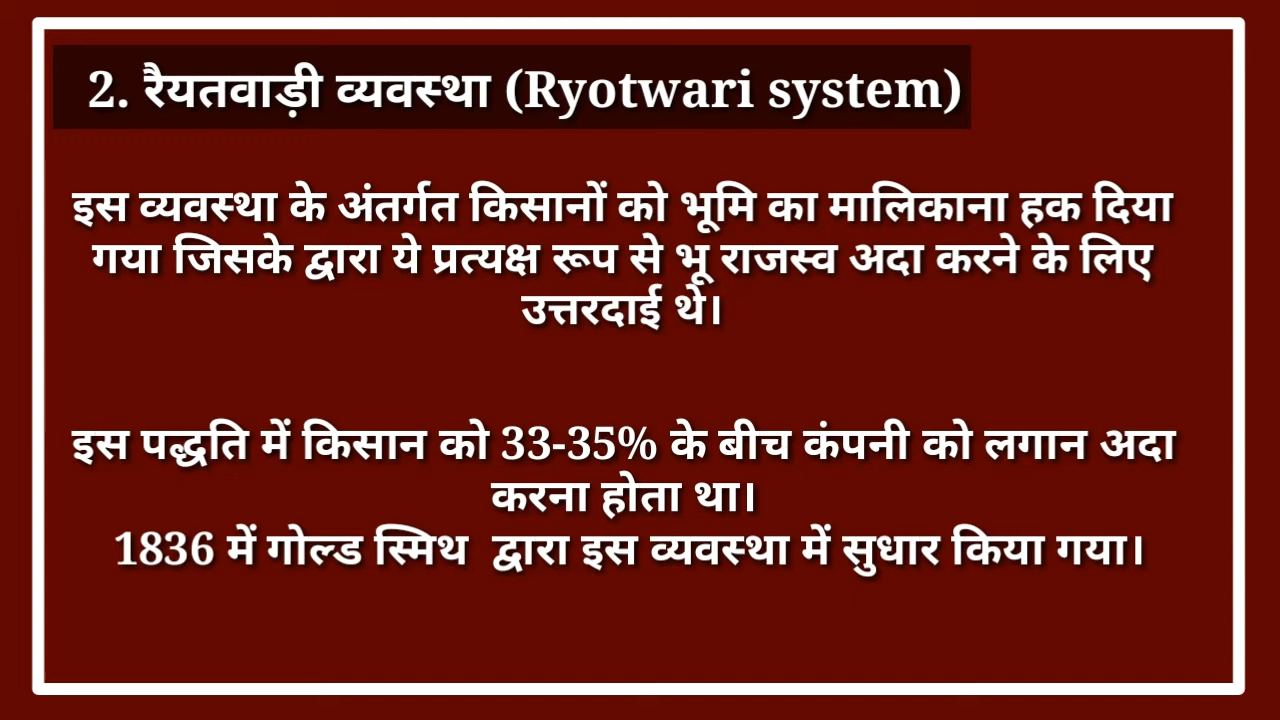 2. रैयतवाड़ी व्यवस्था (Ryotwari system)
इस व्यवस्था के अंतर्गत किसानों को भूमि का मालिकाना हक दिया
गया जिसके द्वारा ये प्रत्यक्ष रूप से भू राजस्व अदा करने के लिए
उत्तरदाई थे।
इस पद्धति में किसान को 33-35% के बीच कंपनी को लगान अदा
करना होता था।
1836 में गोल्ड स्मिथ द्वारा इस व्यवस्था में सुधार किया गया।